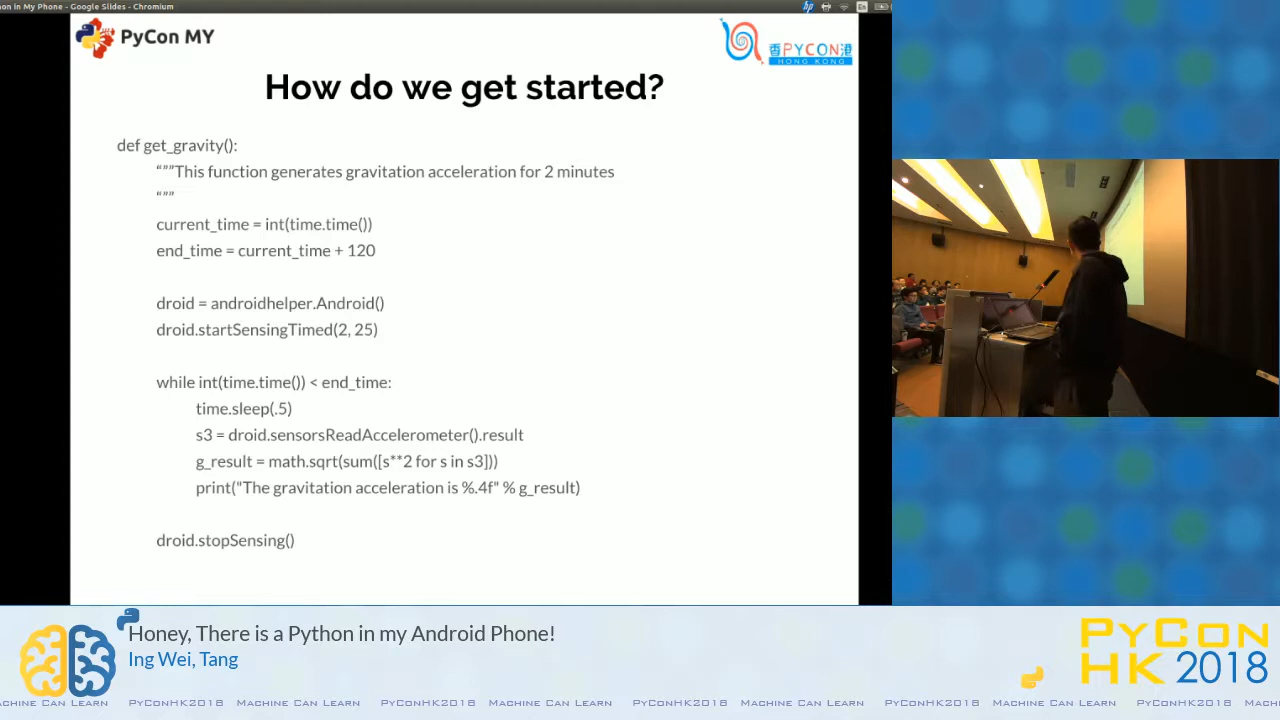 on In My Phone - Google Slides - Chromium
En
PyCon MY
香PYCON港
HONG KONG
How do we get started?
def get_gravity():
“””This function generates gravitation acceleration for 2 minutes
“””
current_time = int(time.time())
end_time = current_time + 120
droid = androidhelper.Android()
droid.startSensingTimed(2, 25)
while int(time.time()) < end_time:
time.sleep(.5)
s3 = droid.sensorsReadAccelerometer().result
g_result = math.sqrt(sum([s**2 for s in s3]))
print("The gravitation acceleration is %.4f" % g_result)
droid.stopSensing()
Honey, There is a Python in my Android Phone!
Ing Wei, Tang
PyCon
HK 2018
ACHINE CAN LEARN PYCONHK2018 MACHINE CAN LEARN PYCONHK2018 MACHINE CAN LEARN PYCONHK2018 MACHINE CAN LEARN PYCONHK2018 MACHINE CAN LEARN PYCONHK2018 MACH